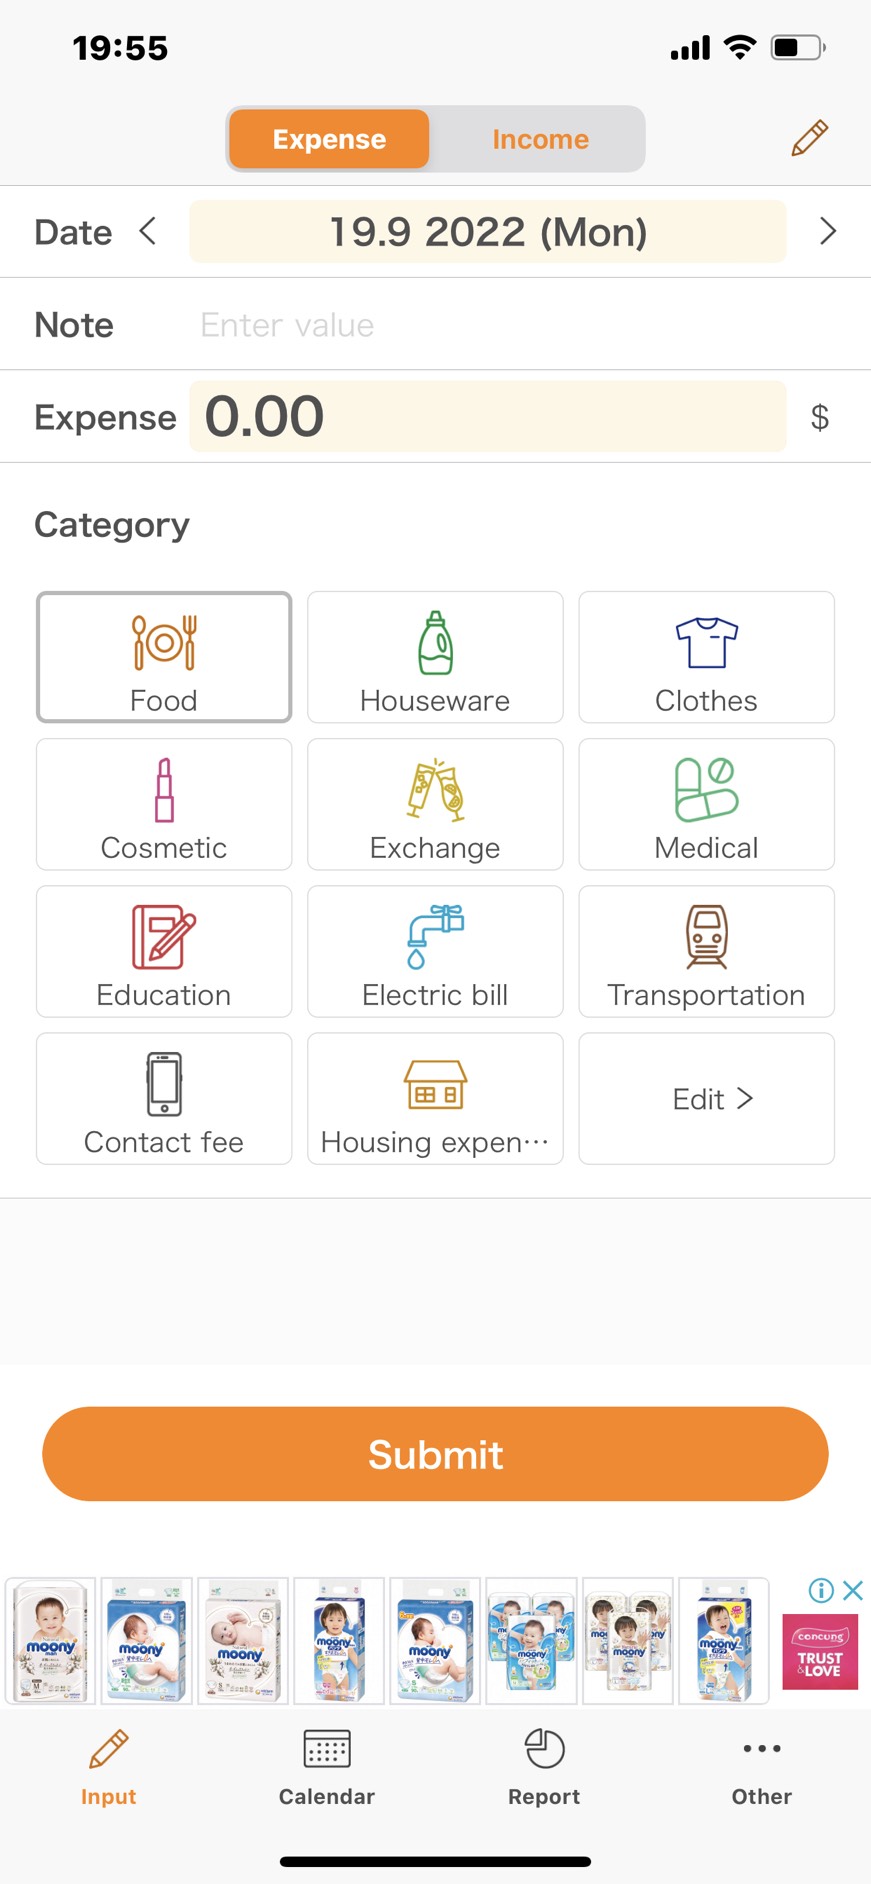 19:55
Expense Income
Date 19.9 2022 (Mon)
Note Enter value
Expense 0.00 $
Category
Food Houseware Clothes
Cosmetic Exchange Medical
Education Electric bill Transportation
Contact fee Housing expen… Edit >
Submit
moony moony moony moony moony moony moony moony
concung
TRUST
&LOVE
Input Calendar Report Other